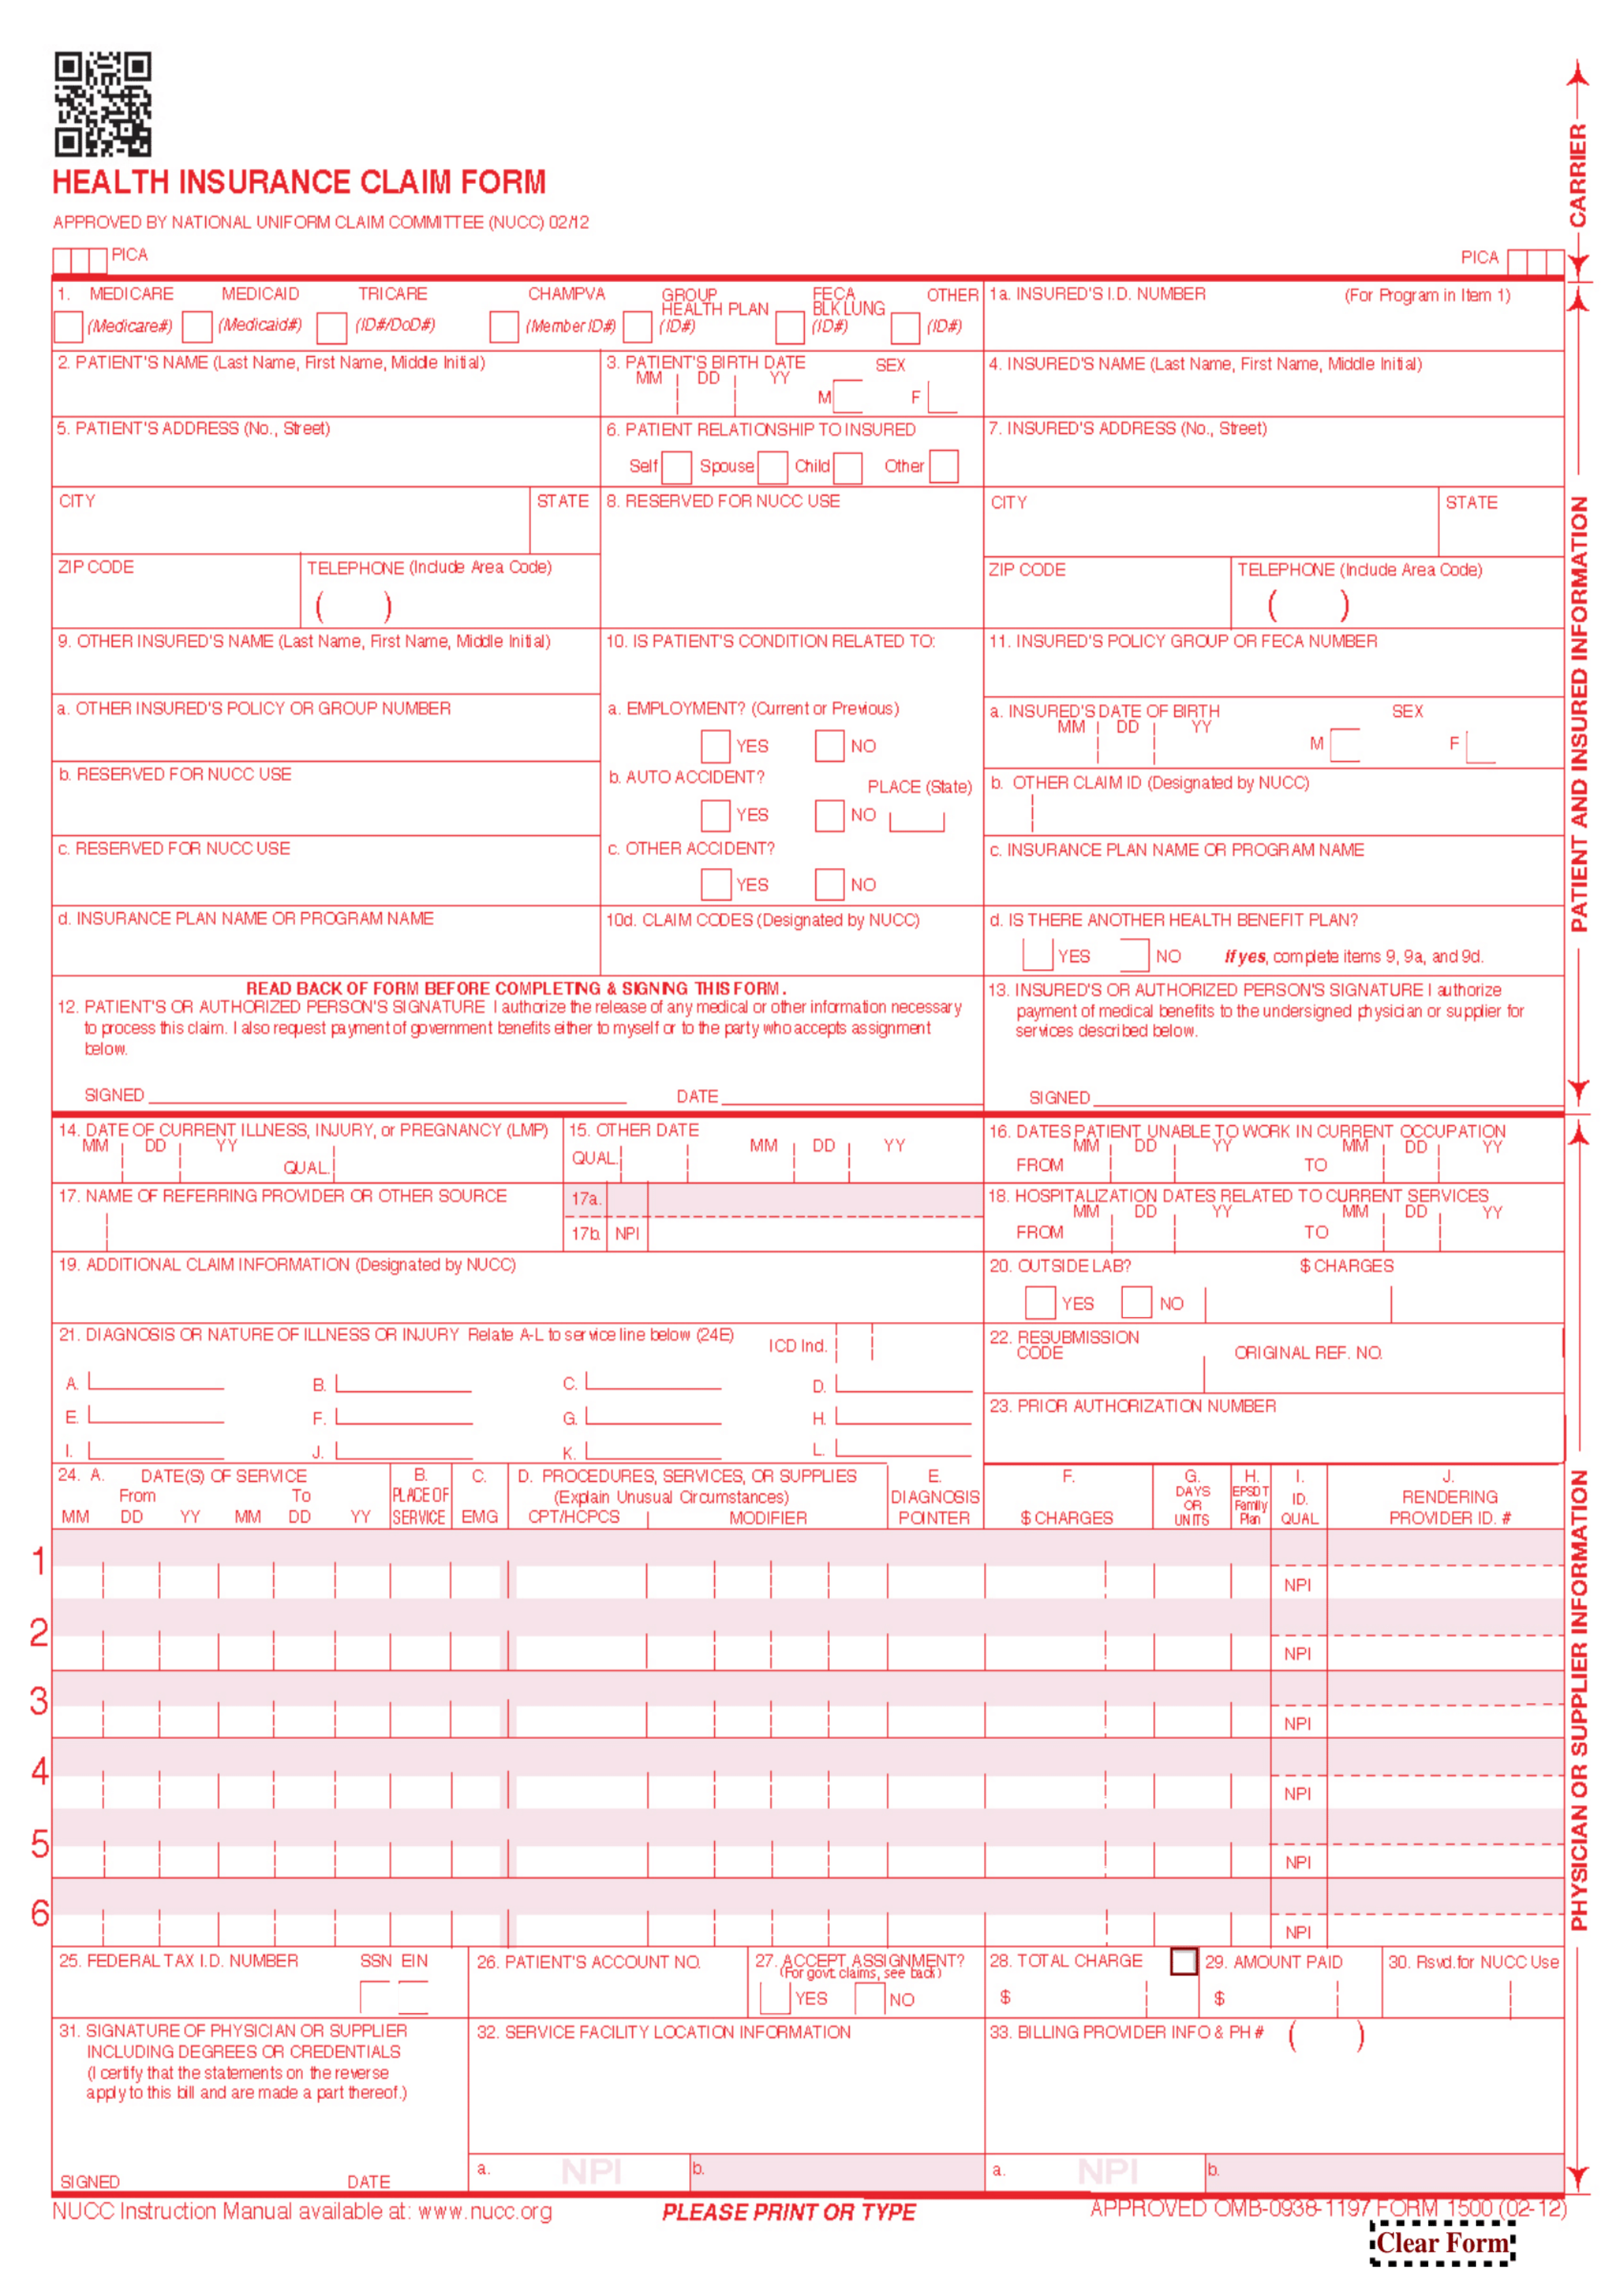 HEALTH INSURANCE CLAIM FORM
APPROVED BY NATIONAL UNIFORM CLAIM COMMITTEE (NUCC) 02/12
PICA
PICA
CARRIER
1. MEDICARE MEDICAID TRICARE CHAMPVA GROUP HEALTH PLAN FECA BLK LUNG OTHER
(Medicare#) (Medicaid#) (ID#/DoD#) (Member ID#) (ID#) (ID#) (ID#)
1a. INSURED'S I.D. NUMBER (For Program in Item 1)
2. PATIENT'S NAME (Last Name, First Name, Middle Initial)
3. PATIENT'S BIRTH DATE SEX
MM DD YY M F
4. INSURED'S NAME (Last Name, First Name, Middle Initial)
5. PATIENT'S ADDRESS (No., Street)
6. PATIENT RELATIONSHIP TO INSURED
Self Spouse Child Other
7. INSURED'S ADDRESS (No., Street)
CITY STATE
8. RESERVED FOR NUCC USE
CITY STATE
ZIP CODE TELEPHONE (Include Area Code)
( )
ZIP CODE TELEPHONE (Include Area Code)
( )
9. OTHER INSURED'S NAME (Last Name, First Name, Middle Initial)
10. IS PATIENT'S CONDITION RELATED TO:
11. INSURED'S POLICY GROUP OR FECA NUMBER
a. OTHER INSURED'S POLICY OR GROUP NUMBER
a. EMPLOYMENT? (Current or Previous)
YES NO
a. INSURED'S DATE OF BIRTH SEX
MM DD YY M F
b. RESERVED FOR NUCC USE
b. AUTO ACCIDENT? PLACE (State)
YES NO
b. OTHER CLAIM ID (Designated by NUCC)
c. RESERVED FOR NUCC USE
c. OTHER ACCIDENT?
YES NO
c. INSURANCE PLAN NAME OR PROGRAM NAME
d. INSURANCE PLAN NAME OR PROGRAM NAME
10d. CLAIM CODES (Designated by NUCC)
d. IS THERE ANOTHER HEALTH BENEFIT PLAN?
YES NO If yes, complete items 9, 9a, and 9d.
READ BACK OF FORM BEFORE COMPLETING & SIGNING THIS FORM.
12. PATIENT'S OR AUTHORIZED PERSON'S SIGNATURE I authorize the release of any medical or other information necessary
to process this claim. I also request payment of government benefits either to myself or to the party who accepts assignment
below.
SIGNED DATE
13. INSURED'S OR AUTHORIZED PERSON'S SIGNATURE I authorize
payment of medical benefits to the undersigned physician or supplier for
services described below.
SIGNED
PATIENT AND INSURED INFORMATION
14. DATE OF CURRENT ILLNESS, INJURY, or PREGNANCY (LMP)
MM DD YY
QUAL.
15. OTHER DATE
QUAL. MM DD YY
16. DATES PATIENT UNABLE TO WORK IN CURRENT OCCUPATION
MM DD YY MM DD YY
FROM TO
17. NAME OF REFERRING PROVIDER OR OTHER SOURCE
17a.
17b. NPI
18. HOSPITALIZATION DATES RELATED TO CURRENT SERVICES
MM DD YY MM DD YY
FROM TO
19. ADDITIONAL CLAIM INFORMATION (Designated by NUCC)
20. OUTSIDE LAB? $ CHARGES
YES NO
21. DIAGNOSIS OR NATURE OF ILLNESS OR INJURY Relate A-L to service line below (24E)
ICD Ind.
A. B. C. D.
E. F. G. H.
I. J. K. L.
22. RESUBMISSION
CODE ORIGINAL REF. NO.
23. PRIOR AUTHORIZATION NUMBER
24. A. DATE(S) OF SERVICE
From To
MM DD YY MM DD YY
B.
PLACE OF
SERVICE
C.
EMG
D. PROCEDURES, SERVICES, OR SUPPLIES
(Explain Unusual Circumstances)
CPT/HCPCS MODIFIER
E.
DIAGNOSIS
POINTER
F.
$ CHARGES
G.
DAYS
OR
UNITS
H.
EPSDT
Family
Plan
I.
ID.
QUAL
J.
RENDERING
PROVIDER ID. #
1
NPI
2
NPI
3
NPI
4
NPI
5
NPI
6
NPI
25. FEDERAL TAX I.D. NUMBER SSN EIN
26. PATIENT'S ACCOUNT NO.
27. ACCEPT ASSIGNMENT?
(For govt. claims, see back)
YES NO
28. TOTAL CHARGE
$
29. AMOUNT PAID
$
30. Rsvd.for NUCC Use
31. SIGNATURE OF PHYSICIAN OR SUPPLIER
INCLUDING DEGREES OR CREDENTIALS
(I certify that the statements on the reverse
apply to this bill and are made a part thereof.)
SIGNED DATE
32. SERVICE FACILITY LOCATION INFORMATION
a. NPI b.
33. BILLING PROVIDER INFO & PH # ( )
a. NPI b.
PHYSICIAN OR SUPPLIER INFORMATION
NUCC Instruction Manual available at: www.nucc.org
PLEASE PRINT OR TYPE
APPROVED OMB-0938-1197 FORM 1500 (02-12)
Clear Form